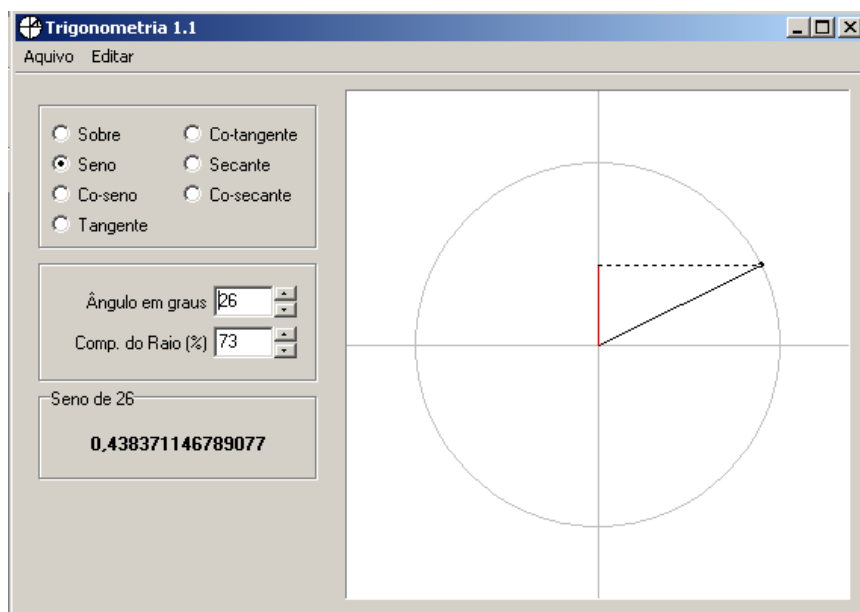 Trigonometria 1.1
Aquivo Editar
Sobre Co-tangente
Seno Secante
Co-seno Co-secante
Tangente
Ângulo em graus 26
Comp. do Raio (%) 73
Seno de 26
0,438371146789077